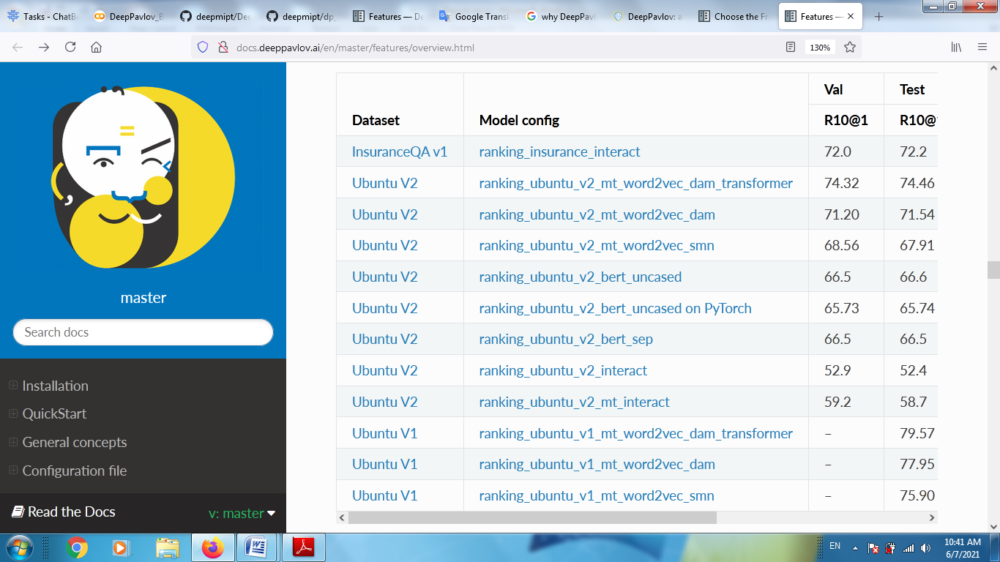 Tasks - ChatB
DeepPavlov_B
deepmipt/Dee
deepmipt/dp_
Features — De
Google Transl
why DeepPavl
DeepPavlov: a
Choose the Fr
Features —
docs.deeppavlov.ai/en/master/features/overview.html
130%
master
Search docs
Installation
QuickStart
General concepts
Configuration file
Read the Docs v: master
Val Test
Dataset Model config R10@1 R10@1
InsuranceQA v1 ranking_insurance_interact 72.0 72.2
Ubuntu V2 ranking_ubuntu_v2_mt_word2vec_dam_transformer 74.32 74.46
Ubuntu V2 ranking_ubuntu_v2_mt_word2vec_dam 71.20 71.54
Ubuntu V2 ranking_ubuntu_v2_mt_word2vec_smn 68.56 67.91
Ubuntu V2 ranking_ubuntu_v2_bert_uncased 66.5 66.6
Ubuntu V2 ranking_ubuntu_v2_bert_uncased on PyTorch 65.73 65.74
Ubuntu V2 ranking_ubuntu_v2_bert_sep 66.5 66.5
Ubuntu V2 ranking_ubuntu_v2_interact 52.9 52.4
Ubuntu V2 ranking_ubuntu_v2_mt_interact 59.2 58.7
Ubuntu V1 ranking_ubuntu_v1_mt_word2vec_dam_transformer – 79.57
Ubuntu V1 ranking_ubuntu_v1_mt_word2vec_dam – 77.95
Ubuntu V1 ranking_ubuntu_v1_mt_word2vec_smn – 75.90
EN
10:41 AM
6/7/2021